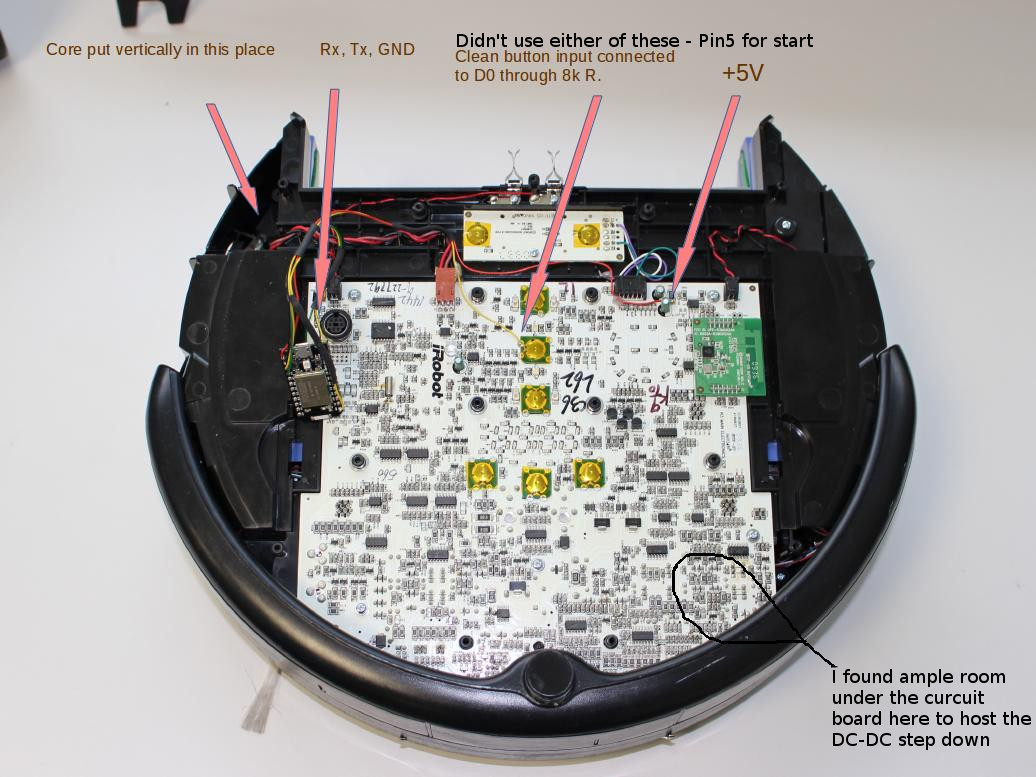 Didn't use either of these - Pin5 for start
Core put vertically in this place
Rx, Tx, GND
Clean button input connected
to D0 through 8k R.
+5V
iRobot
I found ample room
under the curcuit
board here to host the
DC-DC step down